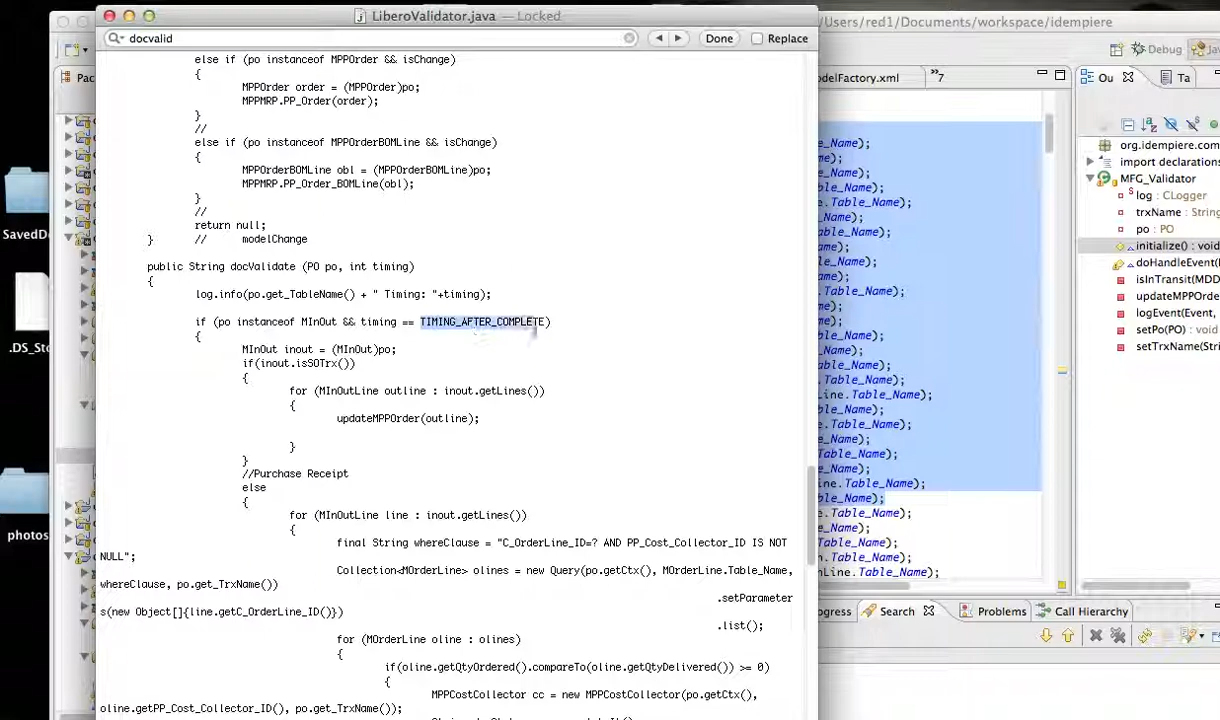 LiberoValidator.java — Locked
/Users/red1/Documents/workspace/idempiere
docvalid
Done
Replace
Debug
Pac
odelFactory.xml
7
Ou
Ta
else if (po instanceof MPPOrder && isChange)
{
MPPOrder order = (MPPOrder)po;
MPPMRP.PP_Order(order);
}
//
else if (po instanceof MPPOrderBOMLine && isChange)
{
MPPOrderBOMLine obl = (MPPOrderBOMLine)po;
MPPMRP.PP_Order_BOMLine(obl);
}
//
return null;
} // modelChange
public String docValidate (PO po, int timing)
{
log.info(po.get_TableName() + " Timing: "+timing);
if (po instanceof MInOut && timing == TIMING_AFTER_COMPLETE)
{
MInOut inout = (MInOut)po;
if(inout.isSOTrx())
{
for (MInOutLine outline : inout.getLines())
{
updateMPPOrder(outline);
}
}
//Purchase Receipt
else
{
for (MInOutLine line : inout.getLines())
{
final String whereClause = "C_OrderLine_ID=? AND PP_Cost_Collector_ID IS NOT
NULL";
Collection<MOrderLine> olines = new Query(po.getCtx(), MOrderLine.Table_Name,
whereClause, po.get_TrxName())
.setParameter
s(new Object[]{line.getC_OrderLine_ID()})
.list();
for (MOrderLine oline : olines)
{
if(oline.getQtyOrdered().compareTo(oline.getQtyDelivered()) >= 0)
{
MPPCostCollector cc = new MPPCostCollector(po.getCtx(),
oline.getPP_Cost_Collector_ID(), po.get_TrxName());
org.idempiere.com
import declarations
MFG_Validator
log : CLogger
trxName : String
po : PO
initialize() : void
doHandleEvent(
isInTransit(MDD
updateMPPOrde
logEvent(Event,
setPo(PO)
setTrxName(Stri
ogress
Search
Problems
Call Hierarchy
SavedDo
.DS_Sto
photos